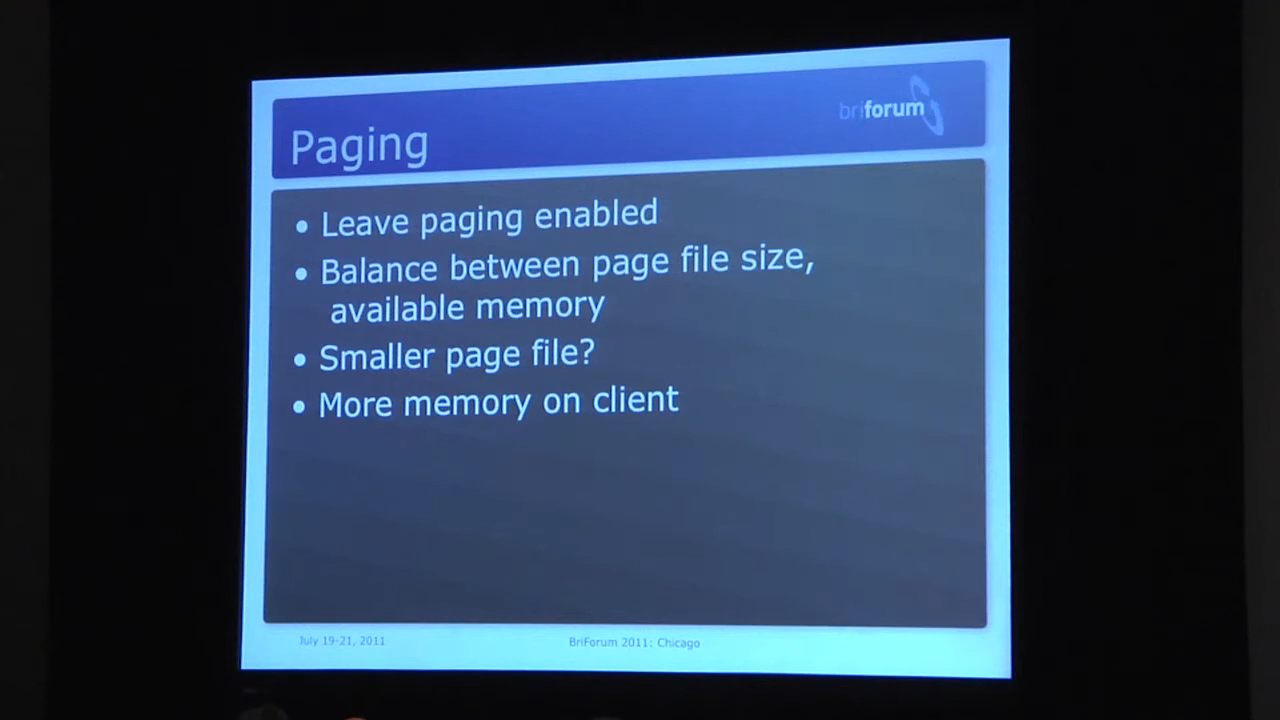 briforum
Paging
• Leave paging enabled
• Balance between page file size,
available memory
• Smaller page file?
• More memory on client
July 19-21, 2011
BriForum 2011: Chicago